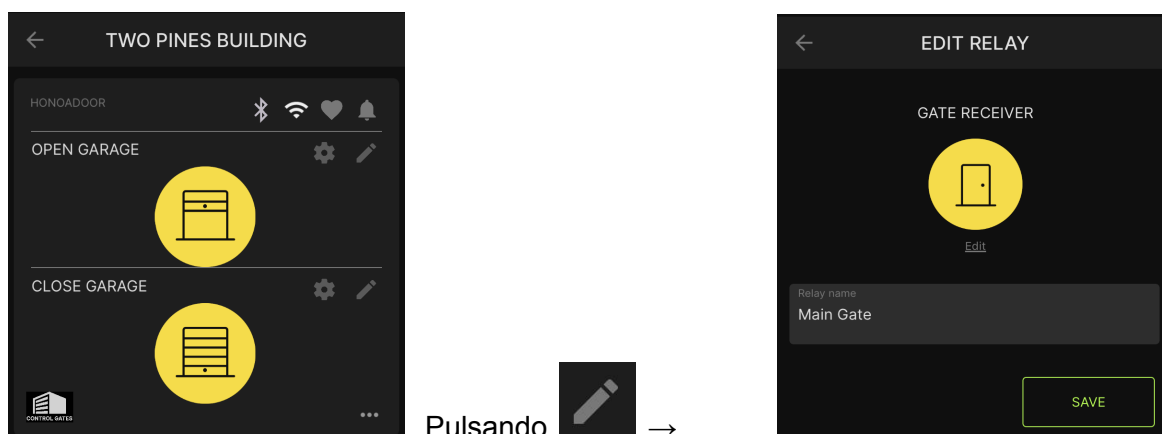 TWO PINES BUILDING
HONOADOOR
OPEN GARAGE
CLOSE GARAGE
CONTROL GATES
Pulsando →
EDIT RELAY
GATE RECEIVER
Edit
Relay name
Main Gate
SAVE